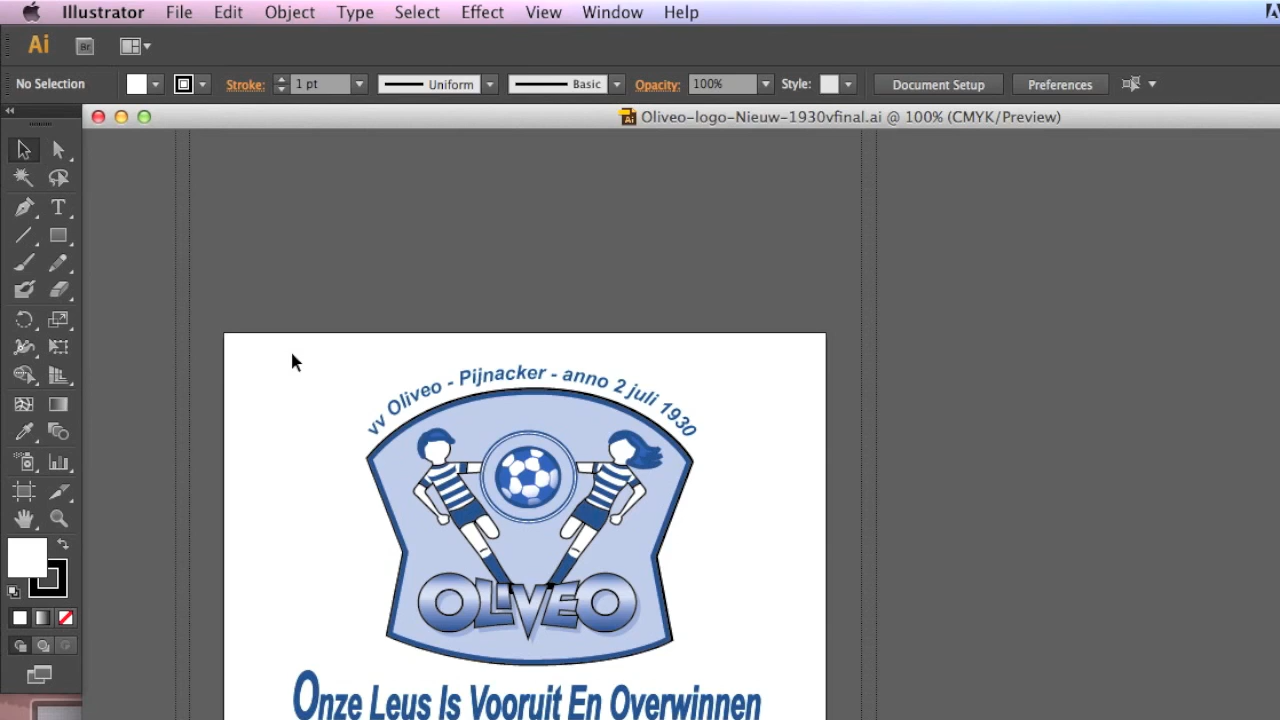 Illustrator File Edit Object Type Select Effect View Window Help
Ai Br
No Selection Stroke: 1 pt Uniform Basic Opacity: 100% Style: Document Setup Preferences
Oliveo-logo-Nieuw-1930vfinal.ai @ 100% (CMYK/Preview)
T
vv Oliveo - Pijnacker - anno 2 juli 1930
OLIVEO
Onze Leus Is Vooruit En Overwinnen